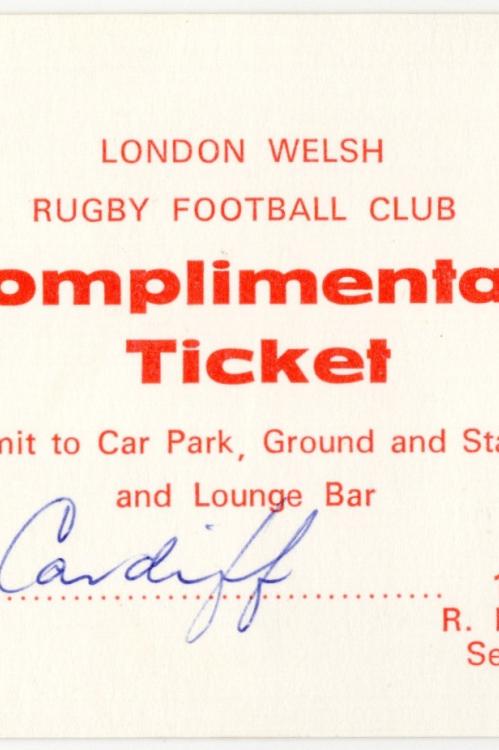 LONDON WELSH
RUGBY FOOTBALL CLUB
omplimenta
Ticket
mit to Car Park, Ground and Sta
and Lounge Bar
Cardiff
R.
Se